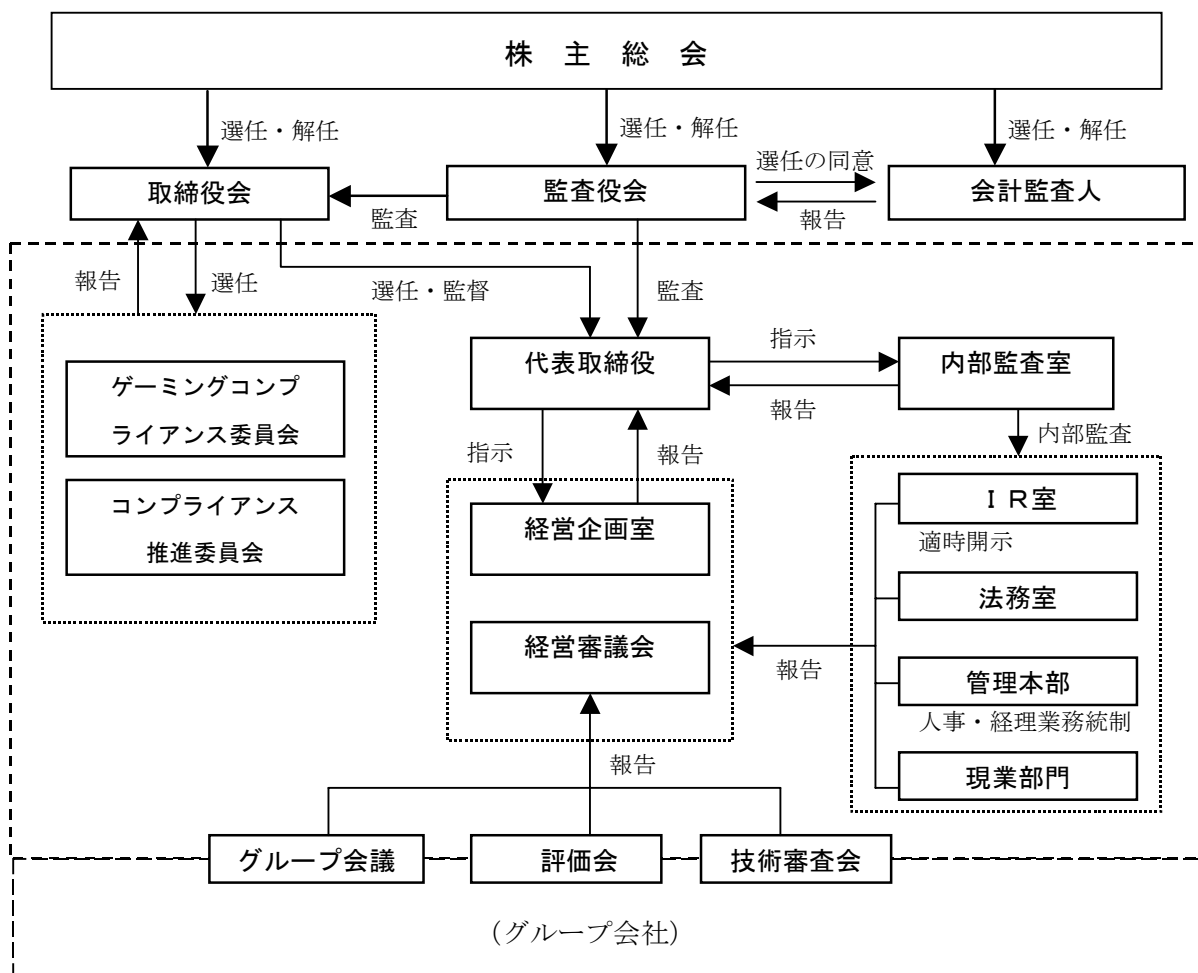 株 主 総 会
選任・解任
選任・解任
選任・解任
取締役会
監査
監査役会
選任の同意
報告
会計監査人
報告
選任
選任・監督
監査
ゲーミングコンプ
ライアンス委員会
コンプライアンス
推進委員会
代表取締役
指示
報告
内部監査室
指示
報告
内部監査
経営企画室
経営審議会
報告
ＩＲ室
適時開示
法務室
管理本部
人事・経理業務統制
現業部門
報告
グループ会議
評価会
技術審査会
（グループ会社）